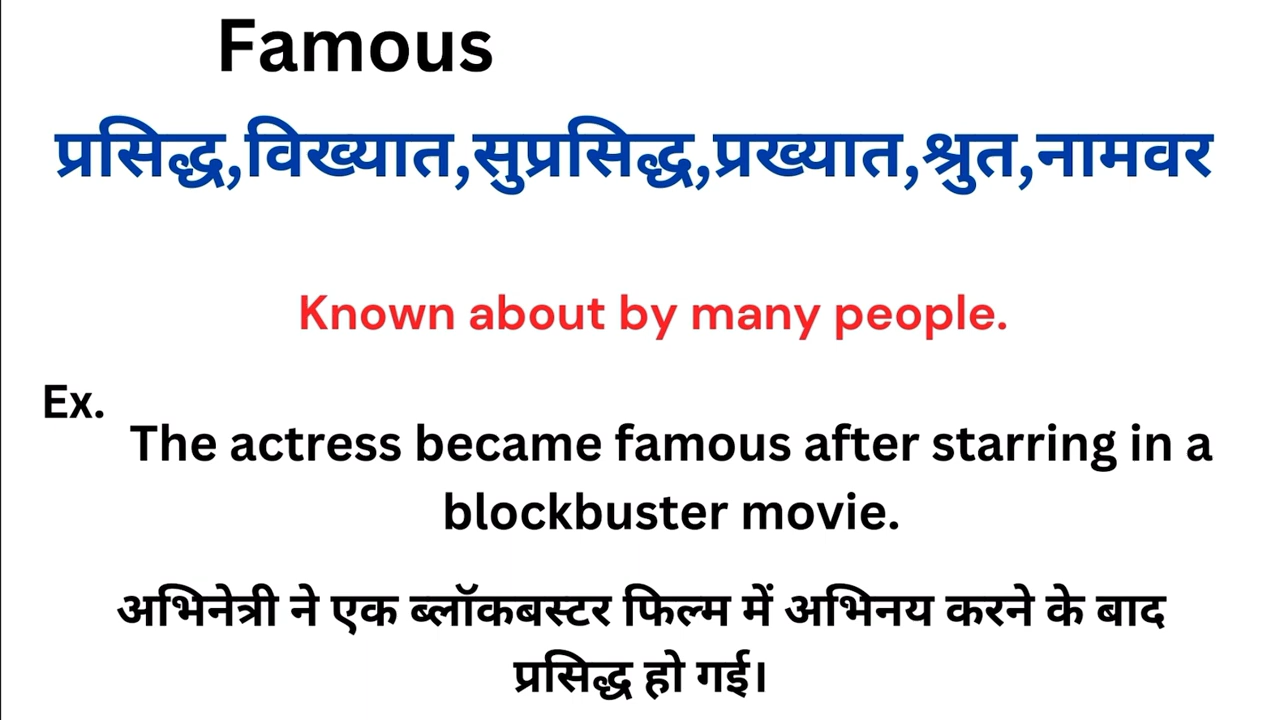 Famous
प्रसिद्ध,विख्यात,सुप्रसिद्ध,प्रख्यात,श्रुत,नामवर
Known about by many people.
Ex.
The actress became famous after starring in a
blockbuster movie.
अभिनेत्री ने एक ब्लॉकबस्टर फिल्म में अभिनय करने के बाद
प्रसिद्ध हो गई।